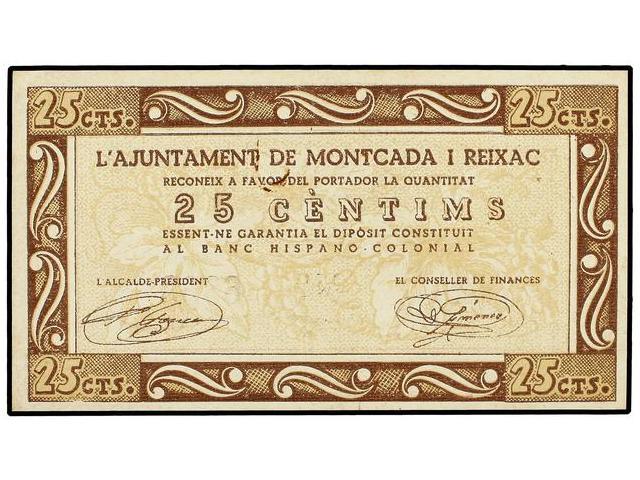 25 CTS. 25 CTS.
L'AJUNTAMENT DE MONTCADA I REIXAC
RECONEIX A FAVOR DEL PORTADOR LA QUANTITAT
25 CÈNTIMS
ESSENT-NE GARANTIA EL DIPÒSIT CONSTITUIT
AL BANC HISPANO-COLONIAL
L'ALCALDE-PRESIDENT EL CONSELLER DE FINANCES
25 CTS. 25 CTS.